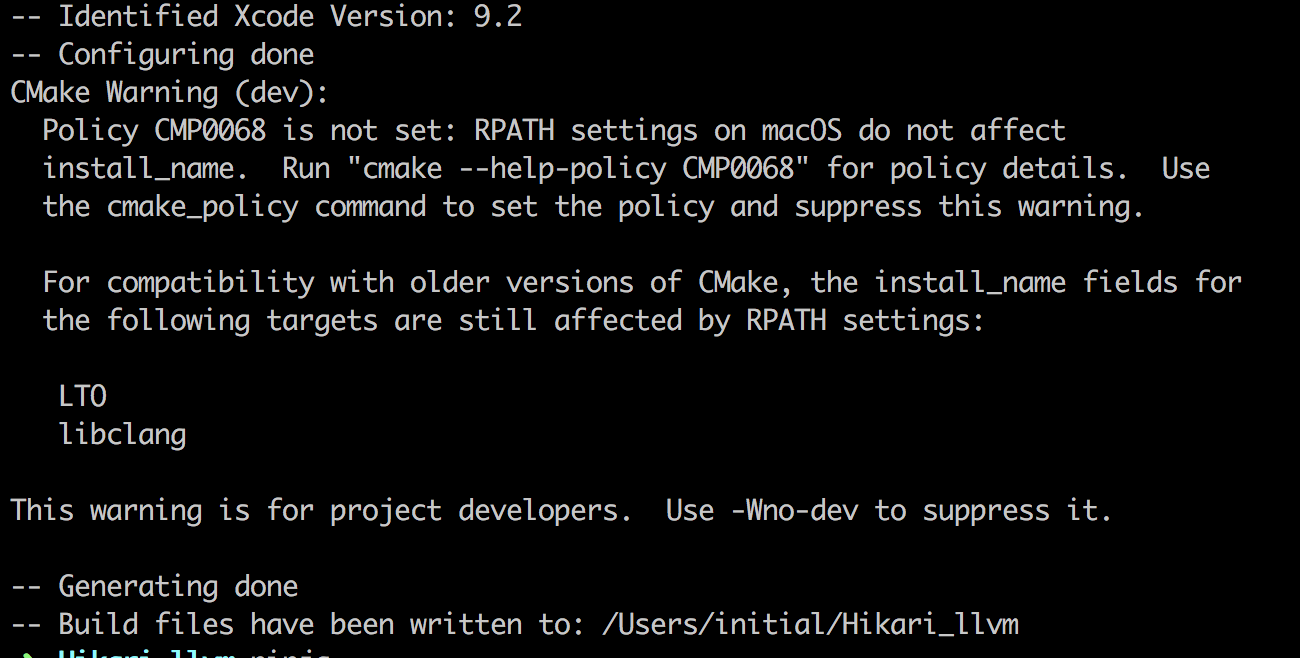 -- Identified Xcode Version: 9.2
-- Configuring done
CMake Warning (dev):
Policy CMP0068 is not set: RPATH settings on macOS do not affect
install_name.  Run "cmake --help-policy CMP0068" for policy details.  Use
the cmake_policy command to set the policy and suppress this warning.
For compatibility with older versions of CMake, the install_name fields for
the following targets are still affected by RPATH settings:
LTO
libclang
This warning is for project developers.  Use -Wno-dev to suppress it.
-- Generating done
-- Build files have been written to: /Users/initial/Hikari_llvm
Hikari_llvm ninja